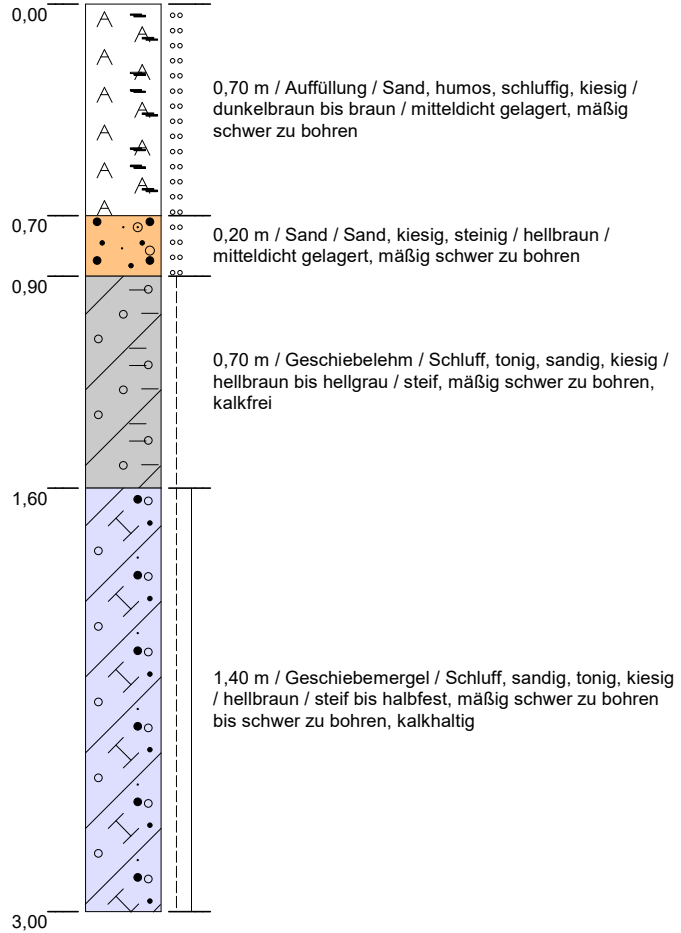 0,00
0,70 m / Auffüllung / Sand, humos, schluffig, kiesig /
dunkelbraun bis braun / mitteldicht gelagert, mäßig
schwer zu bohren
0,70
0,20 m / Sand / Sand, kiesig, steinig / hellbraun /
mitteldicht gelagert, mäßig schwer zu bohren
0,90
0,70 m / Geschiebelehm / Schluff, tonig, sandig, kiesig /
hellbraun bis hellgrau / steif, mäßig schwer zu bohren,
kalkfrei
1,60
1,40 m / Geschiebemergel / Schluff, sandig, tonig, kiesig
/ hellbraun / steif bis halbfest, mäßig schwer zu bohren
bis schwer zu bohren, kalkhaltig
3,00